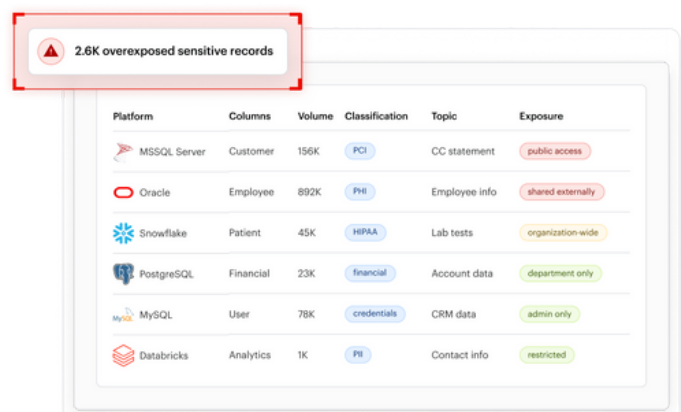 2.6K overexposed sensitive records
Platform Columns Volume Classification Topic Exposure
MSSQL Server Customer 156K PCI CC statement public access
Oracle Employee 892K PHI Employee info shared externally
Snowflake Patient 45K HIPAA Lab tests organization-wide
PostgreSQL Financial 23K financial Account data department only
MySQL MySQL User 78K credentials CRM data admin only
Databricks Analytics 1K PII Contact info restricted